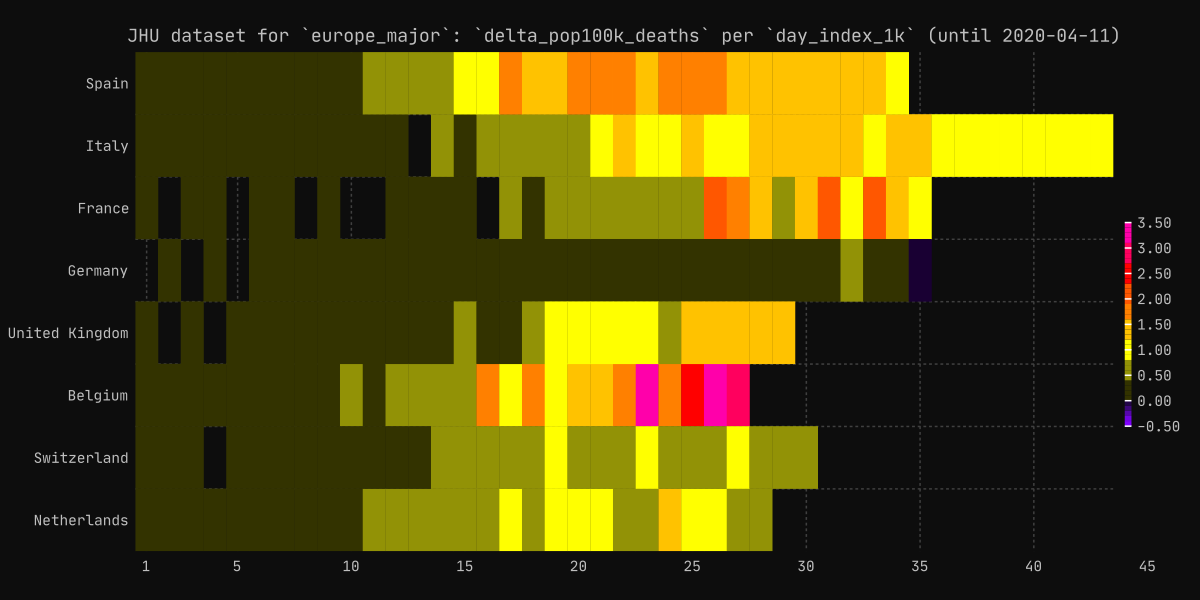 JHU dataset for `europe_major`: `delta_pop100k_deaths` per `day_index_1k` (until 2020-04-11)
Spain
Italy
France
Germany
United Kingdom
Belgium
Switzerland
Netherlands
3.50
3.00
2.50
2.00
1.50
1.00
0.50
0.00
-0.50
1 5 10 15 20 25 30 35 40 45